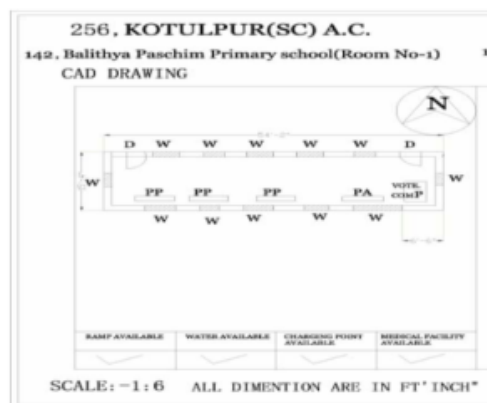 256, KOTULPUR(SC) A.C.
142, Balithya Paschim Primary school(Room No-1)
CAD DRAWING
N
D W W W W W D
W W
PP PP PP PA VOTE.
COMP
W W W W W
RAMP AVAILABLE WATER AVAILABLE CHARGING POINT AVAILABLE MEDICAL FACILITY AVAILABLE
SCALE:-1:6 ALL DIMENTION ARE IN FT'INCH"